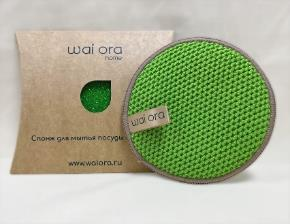 wai ora
home
wai ora
Спонж для мытья посуды
www.waiora.ru